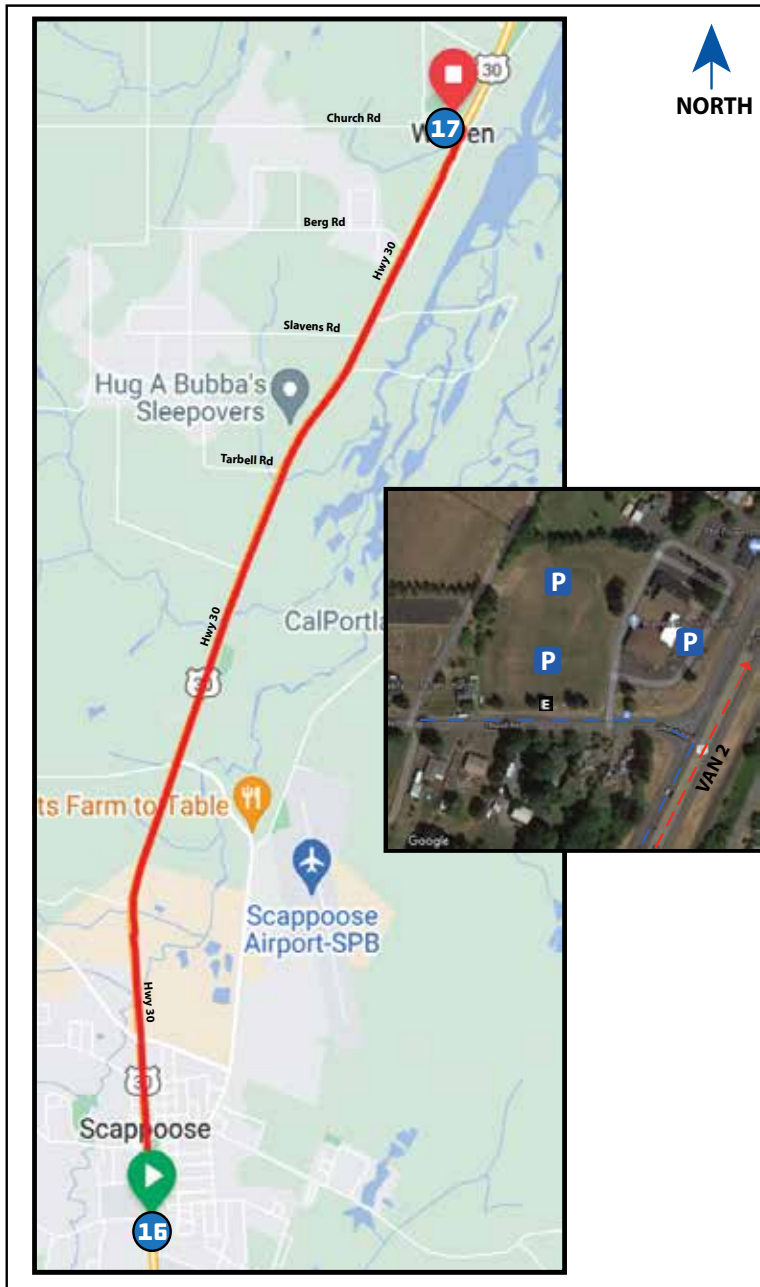 NORTH
30
Church Rd
17
Berg Rd
Hwy 30
Slavens Rd
Hug A Bubba's
Sleepovers
Tarbell Rd
Hwy 30
CalPortla
30
ts Farm to Table
Scappoose
Airport-SPB
Hwy 30
30
Scappoose
16
P
P
P
E
VAN 2
Google